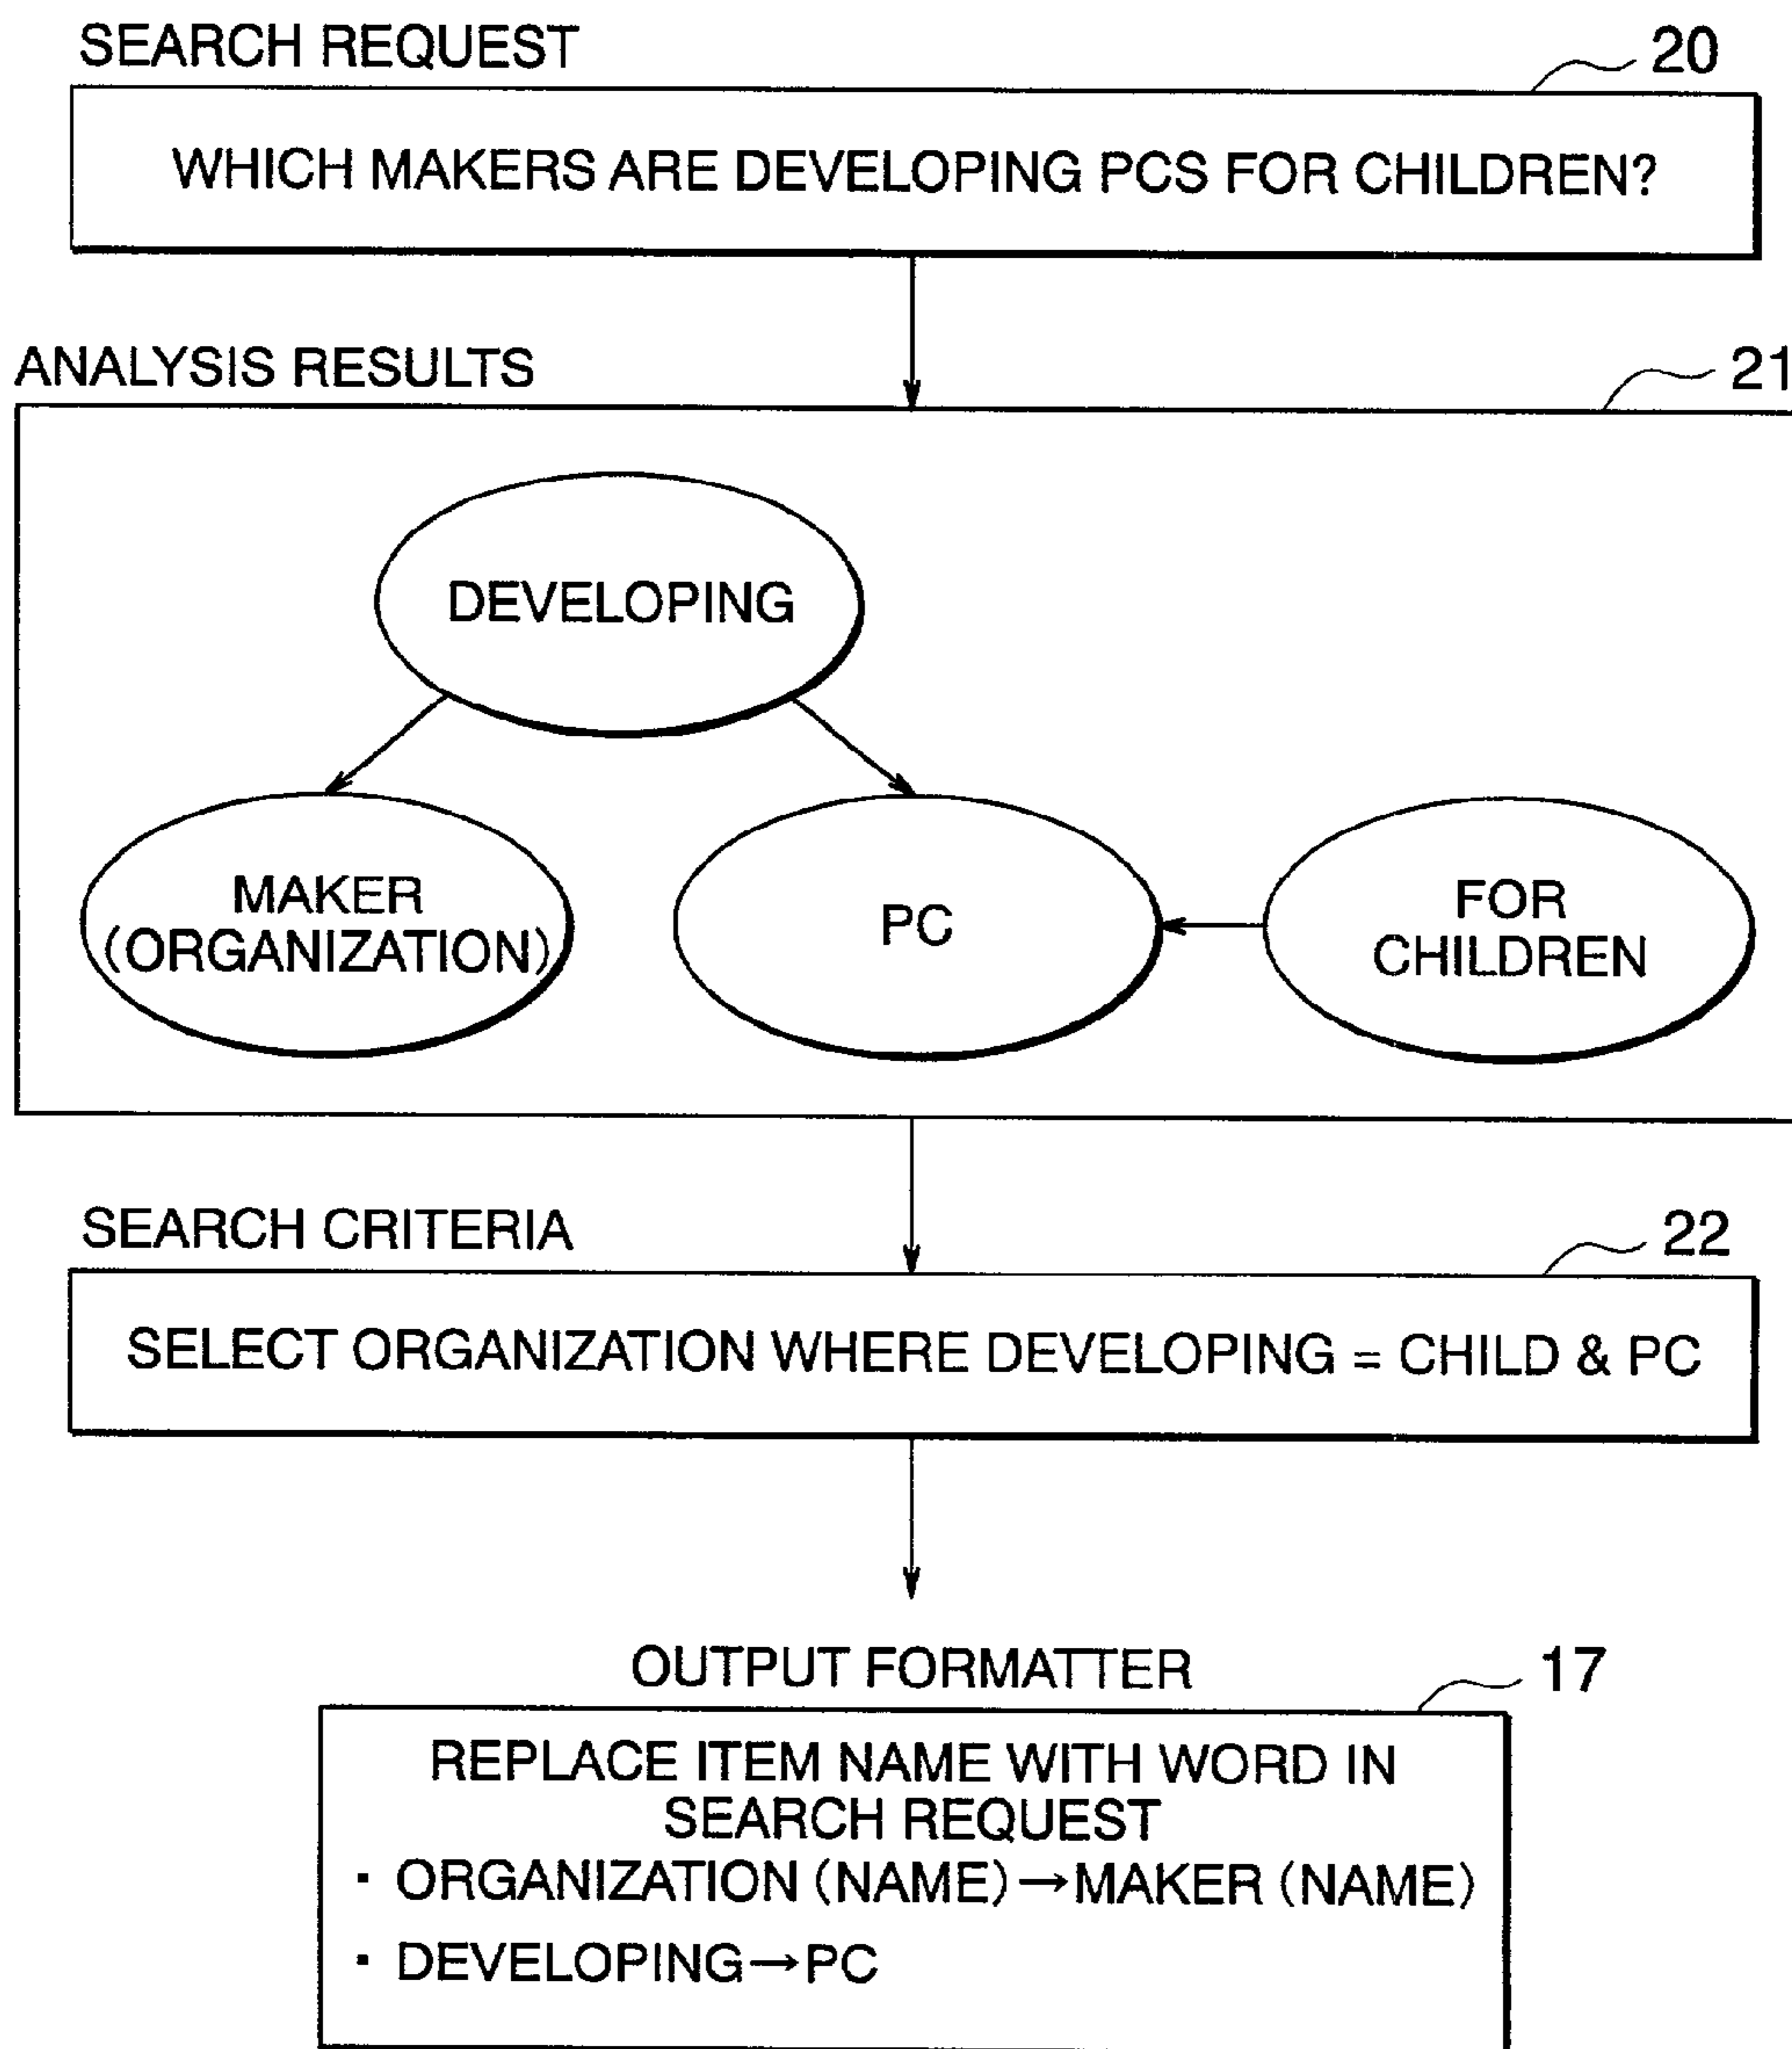 SEARCH REQUEST
20
WHICH MAKERS ARE DEVELOPING PCS FOR CHILDREN?
ANALYSIS RESULTS
21
DEVELOPING
MAKER
(ORGANIZATION)
PC
FOR
CHILDREN
SEARCH CRITERIA
22
SELECT ORGANIZATION WHERE DEVELOPING = CHILD & PC
OUTPUT FORMATTER
17
REPLACE ITEM NAME WITH WORD IN
SEARCH REQUEST
▪ ORGANIZATION (NAME)→MAKER (NAME)
▪ DEVELOPING→PC